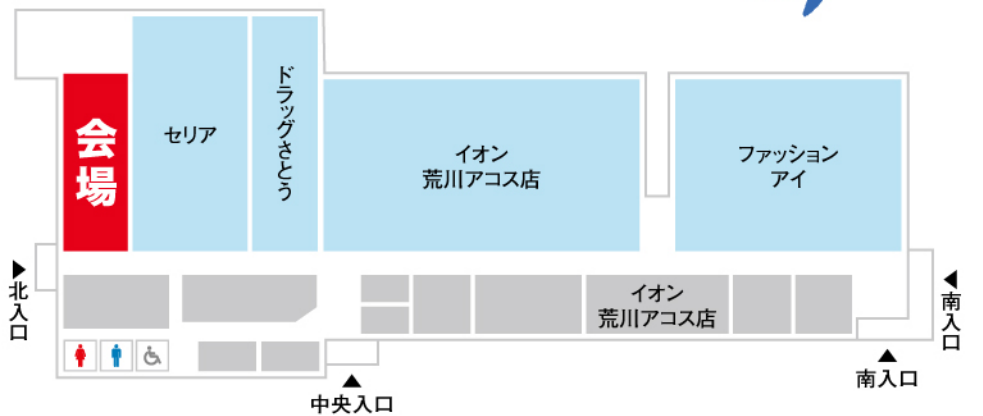 会場
セリア
ドラッグさとう
イオン
荒川アコス店
ファッション
アイ
北入口
イオン
荒川アコス店
南入口
南入口
中央入口